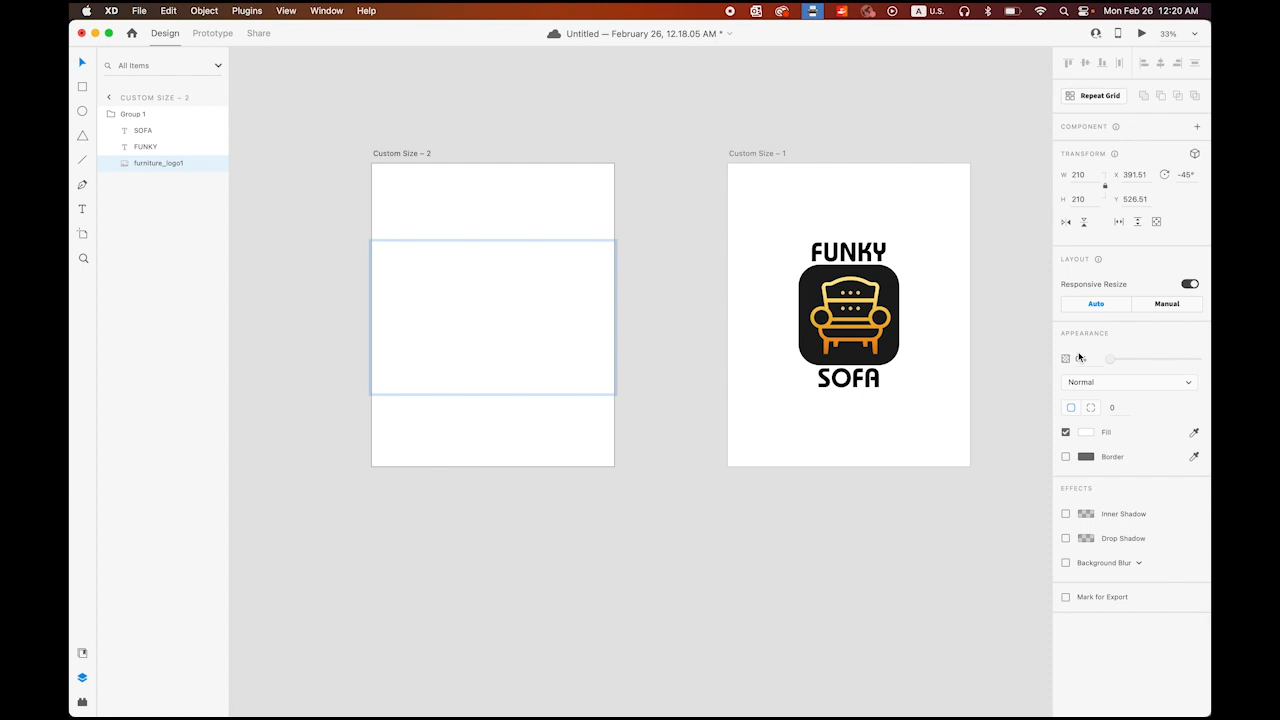 XD File Edit Object Plugins View Window Help A U.S. Mon Feb 26 12:20 AM
Design Prototype Share Untitled — February 26, 12.18.05 AM * 33%
All Items
CUSTOM SIZE – 2
Group 1
SOFA
FUNKY
furniture_logo1
Custom Size – 2
Custom Size – 1
FUNKY
SOFA
Repeat Grid
COMPONENT
TRANSFORM
W 210 X 391.51 -45°
H 210 Y 526.51
LAYOUT
Responsive Resize
Auto Manual
APPEARANCE
Normal
0
Fill
Border
EFFECTS
Inner Shadow
Drop Shadow
Background Blur
Mark for Export